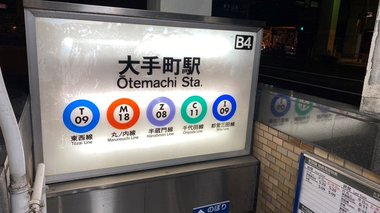 B4
大手町駅
Ōtemachi Sta.
T 09
M 18
Z 08
C 11
I 09
東西線
丸ノ内線
半蔵門線
千代田線
都営三田線
Tōzai Line
Marunouchi Line
Hanzōmon Line
Chiyoda Line
Mita Line
のぼり